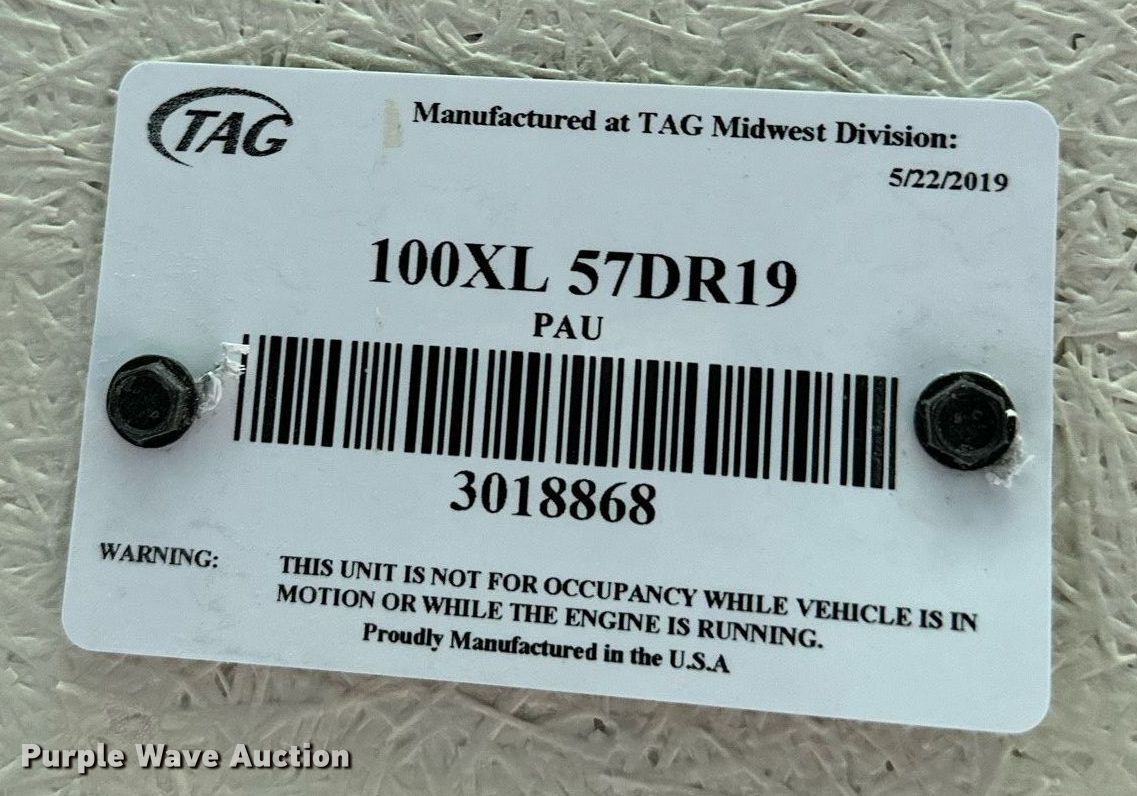 TAG
Manufactured at TAG Midwest Division:
5/22/2019
100XL 57DR19
PAU
3018868
WARNING: THIS UNIT IS NOT FOR OCCUPANCY WHILE VEHICLE IS IN
MOTION OR WHILE THE ENGINE IS RUNNING.
Proudly Manufactured in the U.S.A
Purple Wave Auction